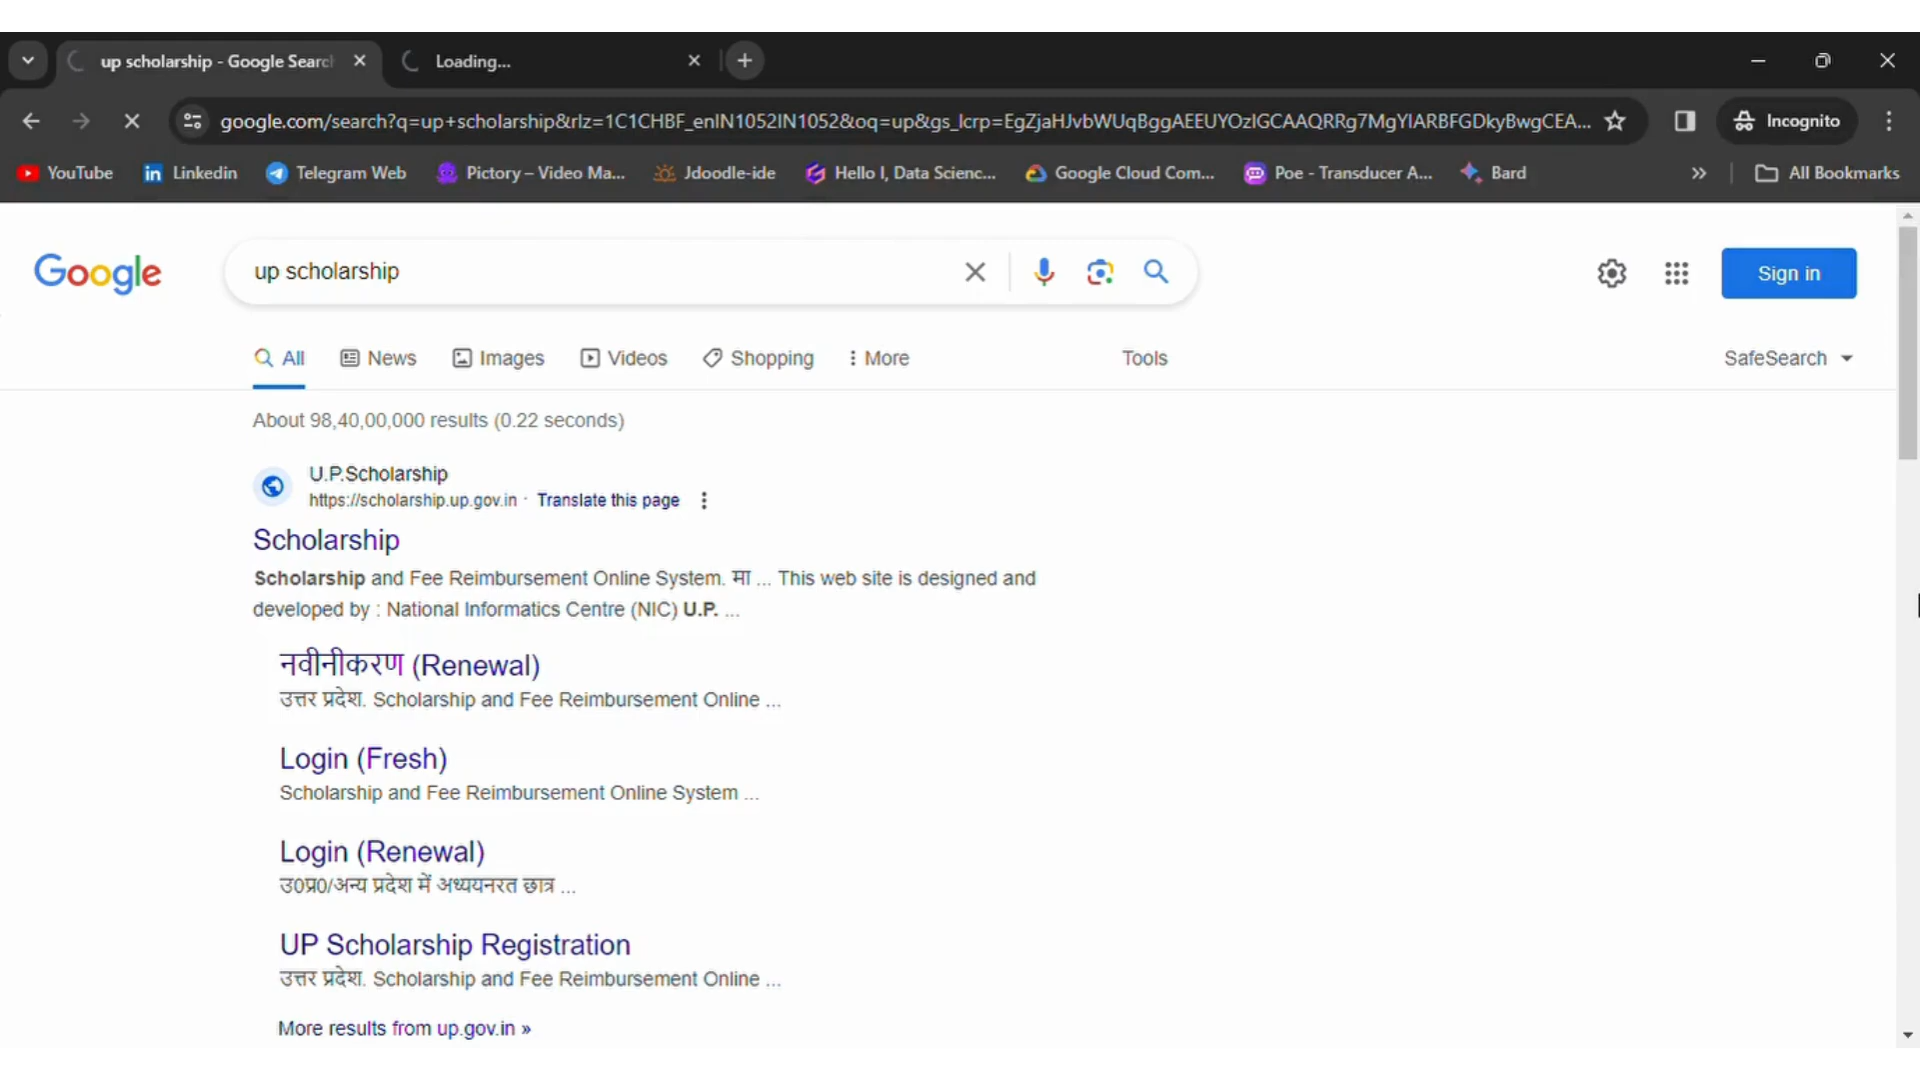 up scholarship - Google Search
Loading...
google.com/search?q=up+scholarship&rlz=1C1CHBF_enIN1052IN1052&oq=up&gs_lcrp=EgZjaHJvbWUqBggAEEUYOzIGCAAQRRg7MgYIARBFGDkyBwgCEA...
Incognito
YouTube
Linkedin
Telegram Web
Pictory – Video Ma...
Jdoodle-ide
Hello I, Data Scienc...
Google Cloud Com...
Poe - Transducer A...
Bard
All Bookmarks
Google
up scholarship
Sign in
All
News
Images
Videos
Shopping
More
Tools
SafeSearch
About 98,40,00,000 results (0.22 seconds)
U.P.Scholarship
https://scholarship.up.gov.in · Translate this page
Scholarship
Scholarship and Fee Reimbursement Online System. मा ... This web site is designed and
developed by : National Informatics Centre (NIC) U.P. ...
नवीनीकरण (Renewal)
उत्तर प्रदेश. Scholarship and Fee Reimbursement Online ...
Login (Fresh)
Scholarship and Fee Reimbursement Online System ...
Login (Renewal)
उ0प्र0/अन्य प्रदेश में अध्ययनरत छात्र ...
UP Scholarship Registration
उत्तर प्रदेश. Scholarship and Fee Reimbursement Online ...
More results from up.gov.in »